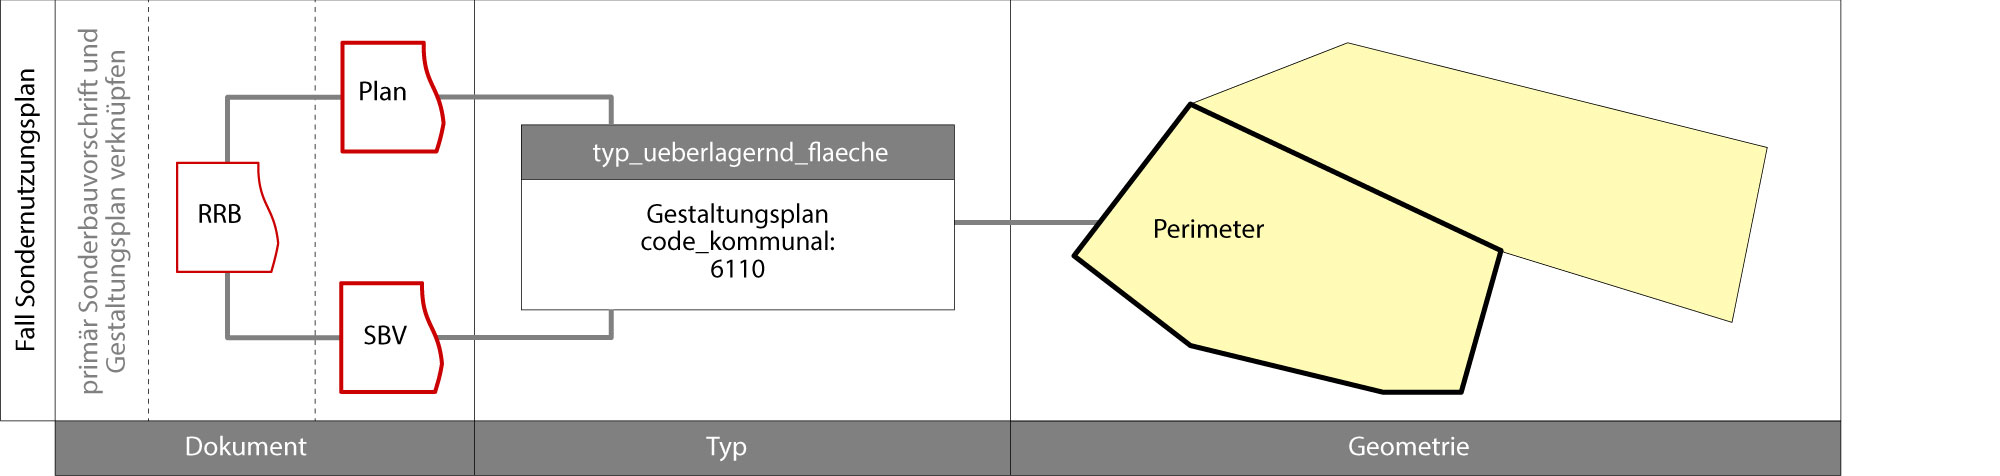 Fall Sondernutzungsplan
primär Sonderbauvorschrift und
Gestaltungsplan verknüpfen
Plan
RRB
SBV
typ_ueberlagernd_flaeche
Gestaltungsplan
code_kommunal:
6110
Perimeter
Dokument
Typ
Geometrie